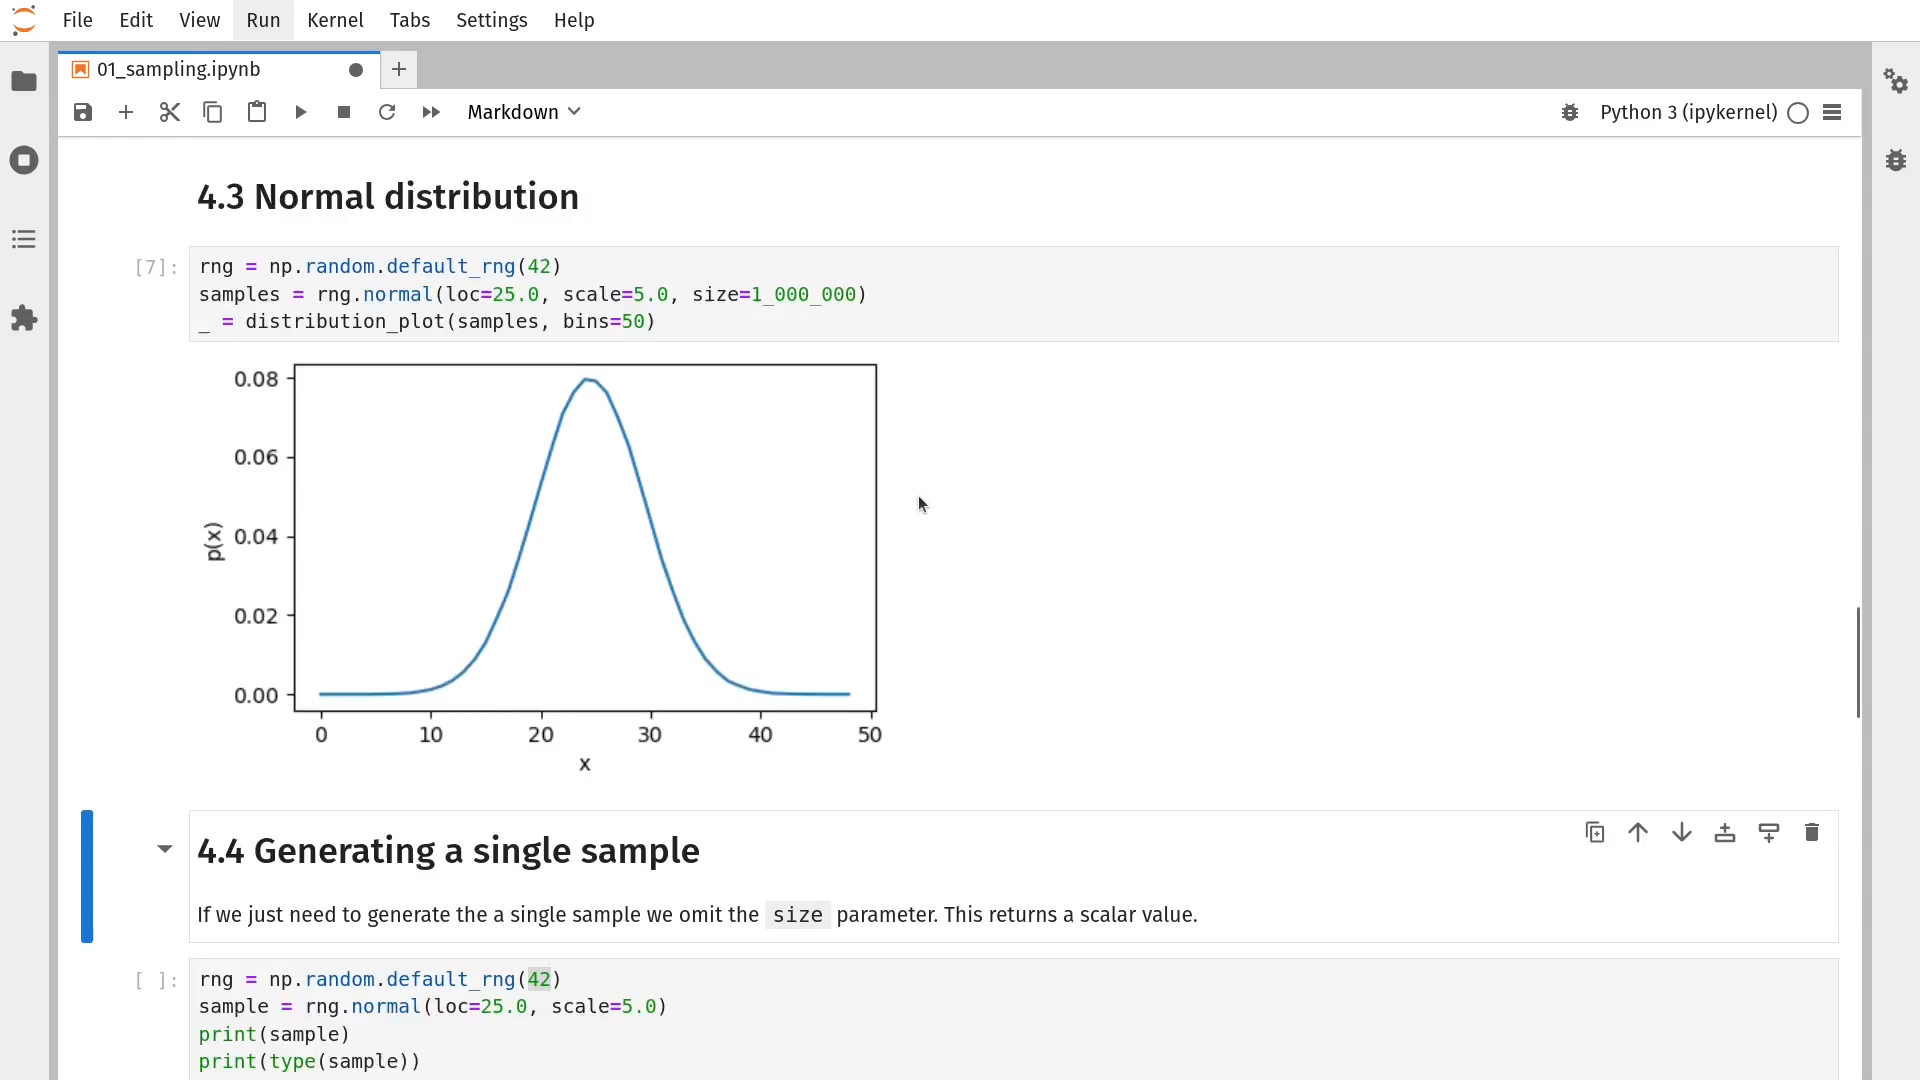 File Edit View Run Kernel Tabs Settings Help
01_sampling.ipynb
Markdown
Python 3 (ipykernel)
4.3 Normal distribution
[7]:
rng = np.random.default_rng(42)
samples = rng.normal(loc=25.0, scale=5.0, size=1_000_000)
_ = distribution_plot(samples, bins=50)
0.08
0.06
0.04
0.02
0.00
p(x)
0 10 20 30 40 50
x
4.4 Generating a single sample
If we just need to generate the a single sample we omit the size parameter. This returns a scalar value.
[ ]:
rng = np.random.default_rng(42)
sample = rng.normal(loc=25.0, scale=5.0)
print(sample)
print(type(sample))